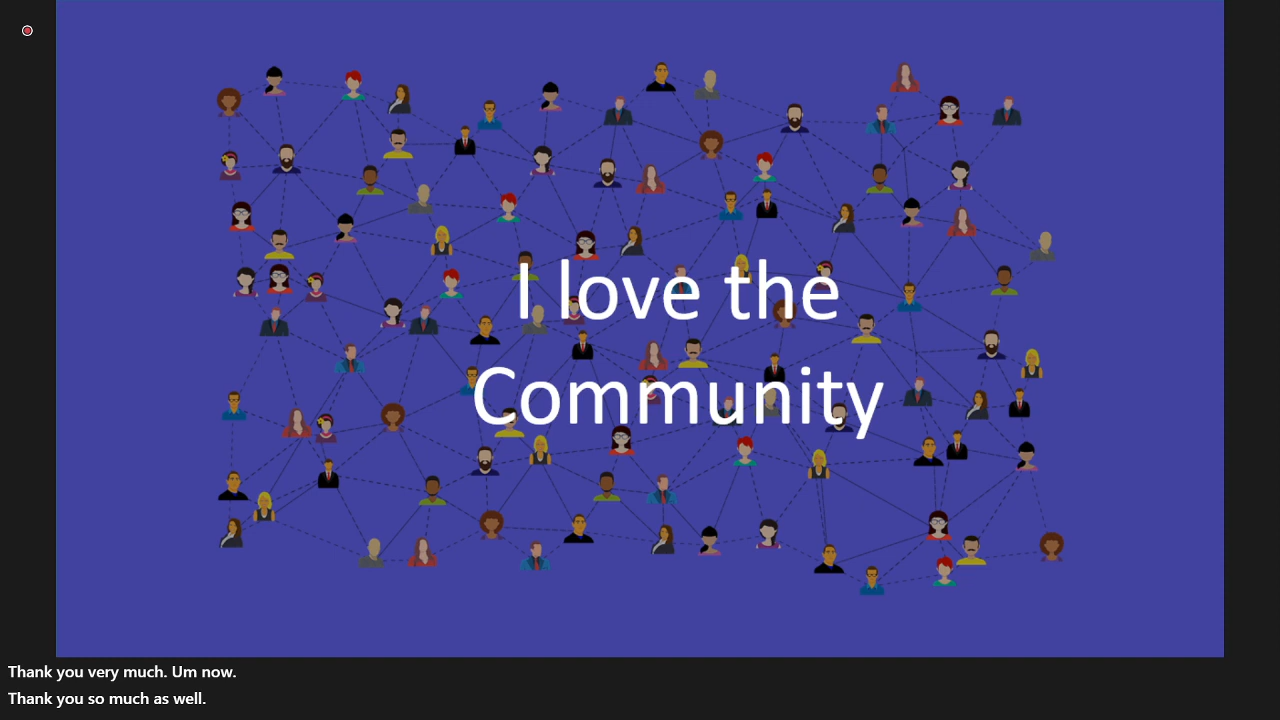 I love the
Community
Thank you very much. Um now.
Thank you so much as well.